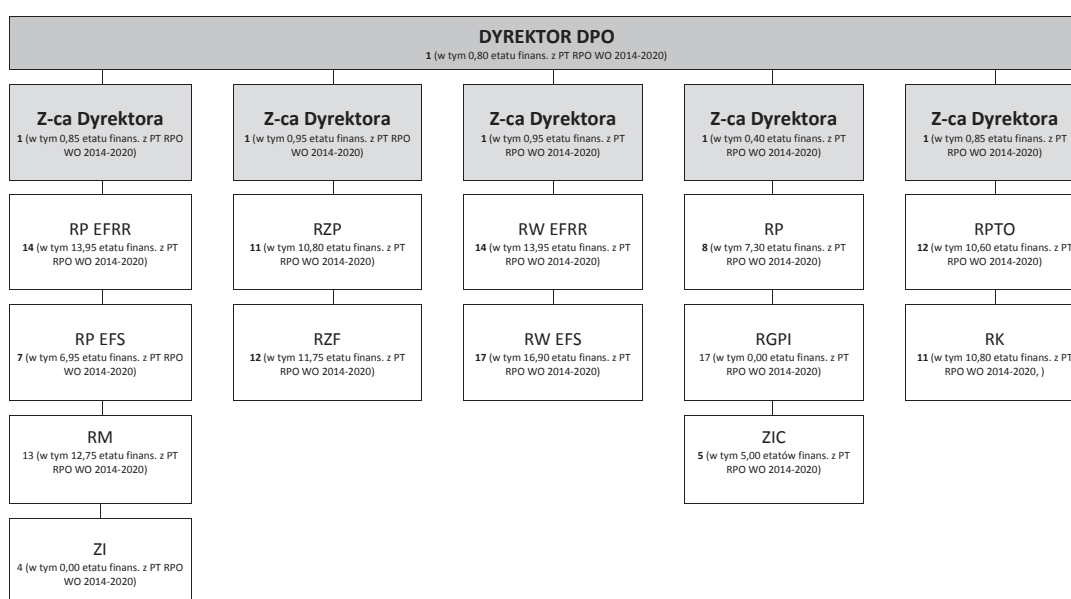 DYREKTOR DPO
1 (w tym 0,80 etatu finans. z PT RPO WO 2014-2020)
Z-ca Dyrektora
1 (w tym 0,85 etatu finans. z PT RPO
WO 2014-2020)
RP EFRR
14 (w tym 13,95 etatu finans. z PT
RPO WO 2014-2020)
RP EFS
7 (w tym 6,95 etatu finans. z PT RPO
WO 2014-2020)
RM
13 (w tym 12,75 etatu finans. z PT
RPO WO 2014-2020)
ZI
4 (w tym 0,00 etatu finans. z PT RPO
WO 2014-2020)
Z-ca Dyrektora
1 (w tym 0,95 etatu finans. z PT RPO
WO 2014-2020)
RZP
11 (w tym 10,80 etatu finans. z PT
RPO WO 2014-2020)
RZF
12 (w tym 11,75 etatu finans. z PT
RPO WO 2014-2020)
Z-ca Dyrektora
1 (w tym 0,95 etatu finans. z PT
RPO WO 2014-2020)
RW EFRR
14 (w tym 13,95 etatu finans. z PT
RPO WO 2014-2020)
RW EFS
17 (w tym 16,90 etatu finans. z PT
RPO WO 2014-2020)
Z-ca Dyrektora
1 (w tym 0,40 etatu finans. z PT
RPO WO 2014-2020)
RP
8 (w tym 7,30 etatu finans. z PT
RPO WO 2014-2020)
RGPI
17 (w tym 0,00 etatu finans. z PT
RPO WO 2014-2020)
ZIC
5 (w tym 5,00 etatów finans. z PT
RPO WO 2014-2020)
Z-ca Dyrektora
1 (w tym 0,85 etatu finans. z PT
RPO WO 2014-2020)
RPTO
12 (w tym 10,60 etatu finans. z PT
RPO WO 2014-2020)
RK
11 (w tym 10,80 etatu finans. z PT
RPO WO 2014-2020, )